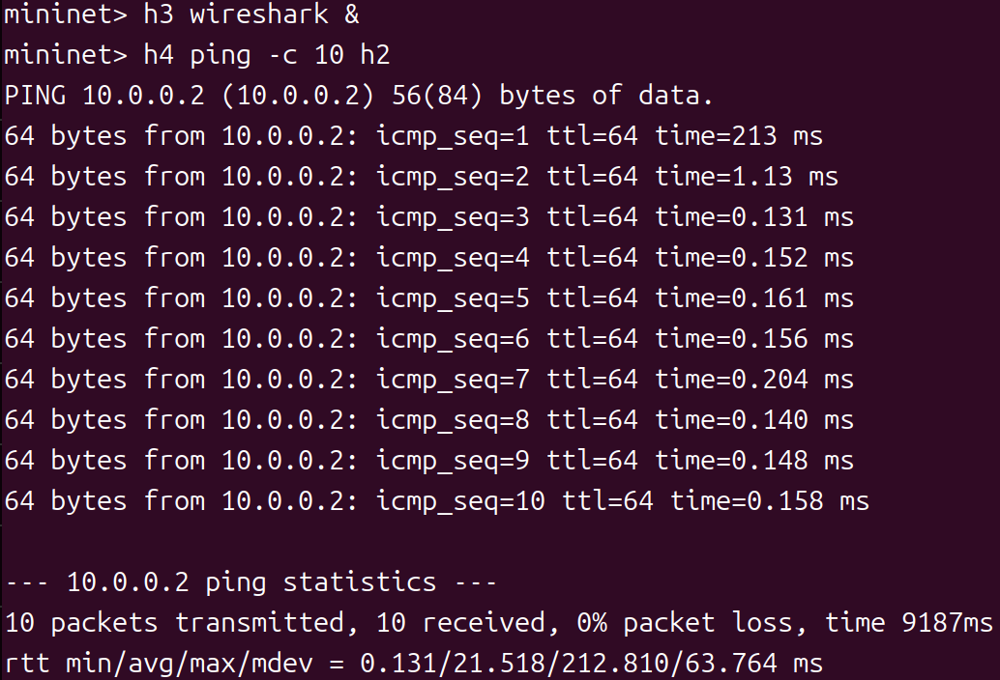 mininet> h3 wireshark &
mininet> h4 ping -c 10 h2
PING 10.0.0.2 (10.0.0.2) 56(84) bytes of data.
64 bytes from 10.0.0.2: icmp_seq=1 ttl=64 time=213 ms
64 bytes from 10.0.0.2: icmp_seq=2 ttl=64 time=1.13 ms
64 bytes from 10.0.0.2: icmp_seq=3 ttl=64 time=0.131 ms
64 bytes from 10.0.0.2: icmp_seq=4 ttl=64 time=0.152 ms
64 bytes from 10.0.0.2: icmp_seq=5 ttl=64 time=0.161 ms
64 bytes from 10.0.0.2: icmp_seq=6 ttl=64 time=0.156 ms
64 bytes from 10.0.0.2: icmp_seq=7 ttl=64 time=0.204 ms
64 bytes from 10.0.0.2: icmp_seq=8 ttl=64 time=0.140 ms
64 bytes from 10.0.0.2: icmp_seq=9 ttl=64 time=0.148 ms
64 bytes from 10.0.0.2: icmp_seq=10 ttl=64 time=0.158 ms
--- 10.0.0.2 ping statistics ---
10 packets transmitted, 10 received, 0% packet loss, time 9187ms
rtt min/avg/max/mdev = 0.131/21.518/212.810/63.764 ms